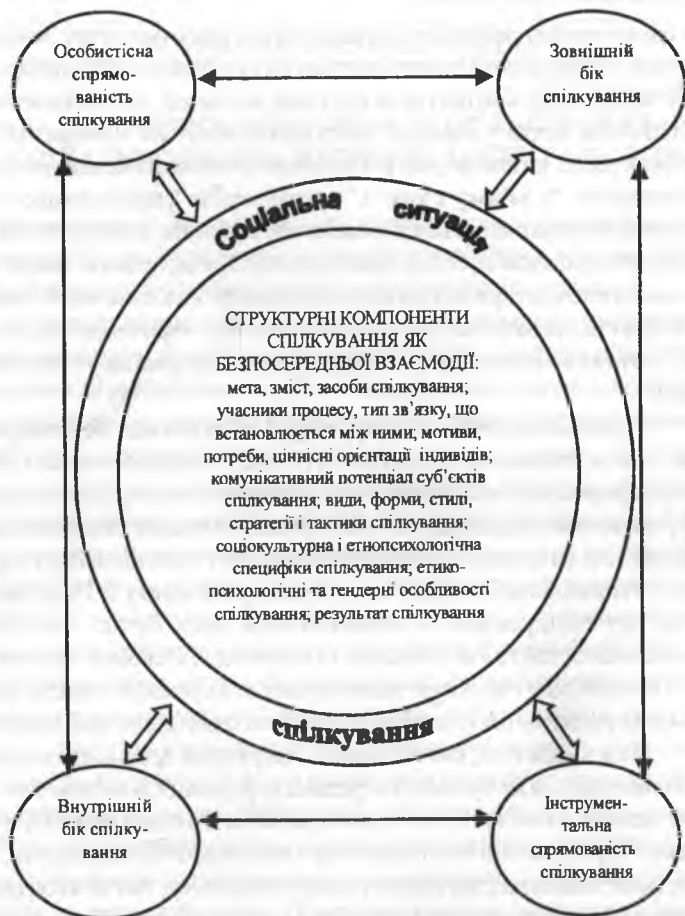 Особистісна
спрямо-
ваність
спілкування
Зовнішній
бік
спілкування
Соціальна ситуація
СТРУКТУРНІ КОМПОНЕНТИ
СПІЛКУВАННЯ ЯК
БЕЗПОСЕРЕДНЬОЇ ВЗАЄМОДІЇ:
мета, зміст, засоби спілкування;
учасники процесу, тип зв’язку, що
встановлюється між ними; мотиви,
потреби, ціннісні орієнтації індивідів;
комунікативний потенціал суб’єктів
спілкування; види, форми, стилі,
стратегії і тактики спілкування;
соціокультурна і етнопсихологічна
специфіки спілкування; етико-
психологічні та гендерні особливості
спілкування; результат спілкування
спілкування
Внутрішній
бік спілку-
вання
Інструмен-
тальна
спрямованість
спілкування